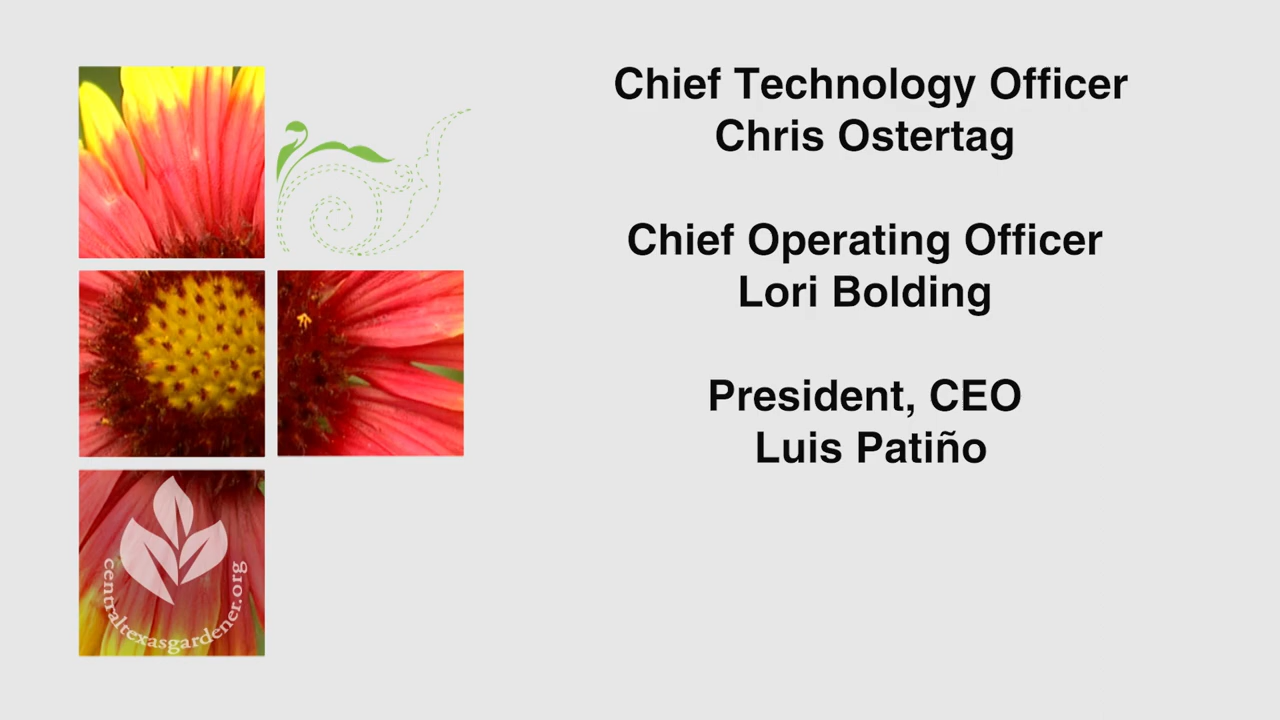 Chief Technology Officer
Chris Ostertag
Chief Operating Officer
Lori Bolding
President, CEO
Luis Patiño
centraltexasgardener.org